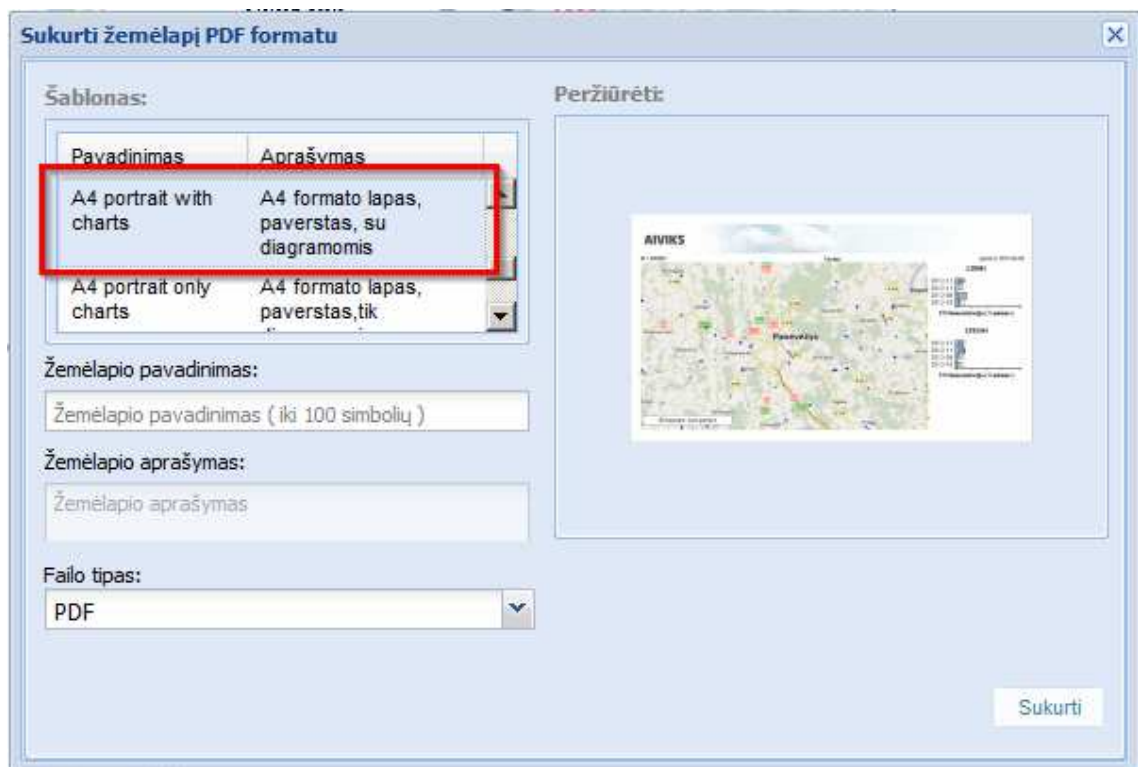 Sukurti žemėlapį PDF formatu
Šablonas:
Pavadinimas Aprašymas
A4 portrait with A4 formato lapas,
charts paverstas, su
diagramomis
A4 portrait only A4 formato lapas,
charts paverstas,tik
Žemėlapio pavadinimas:
Žemėlapio pavadinimas ( iki 100 simbolių )
Žemėlapio aprašymas:
Žemėlapio aprašymas
Failo tipas:
PDF
Peržiūrėti:
AIVIKS
Panevėžys
Sukurti